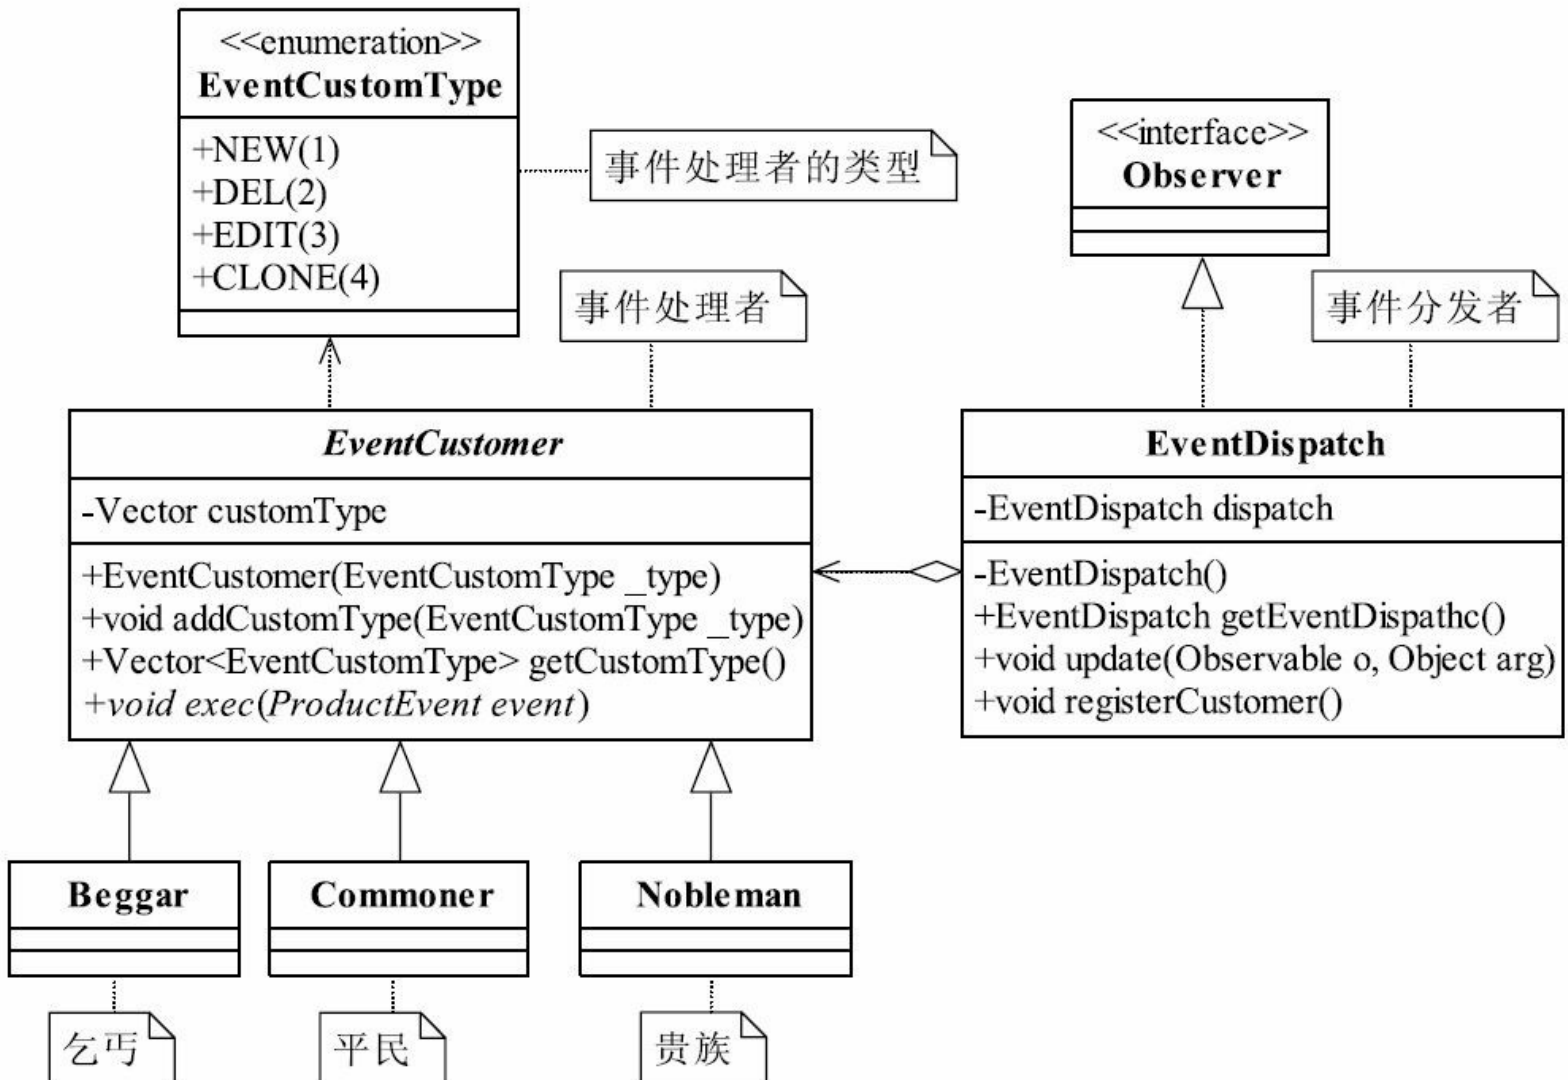 <<enumeration>>
EventCustomType
+NEW(1)
+DEL(2)
+EDIT(3)
+CLONE(4)
事件处理者的类型
<<interface>>
Observer
事件处理者
事件分发者
EventCustomer
-Vector customType
+EventCustomer(EventCustomType _type)
+void addCustomType(EventCustomType _type)
+Vector<EventCustomType> getCustomType()
+void exec(ProductEvent event)
EventDispatch
-EventDispatch dispatch
-EventDispatch()
+EventDispatch getEventDispathc()
+void update(Observable o, Object arg)
+void registerCustomer()
Beggar
Commoner
Nobleman
乞丐
平民
贵族